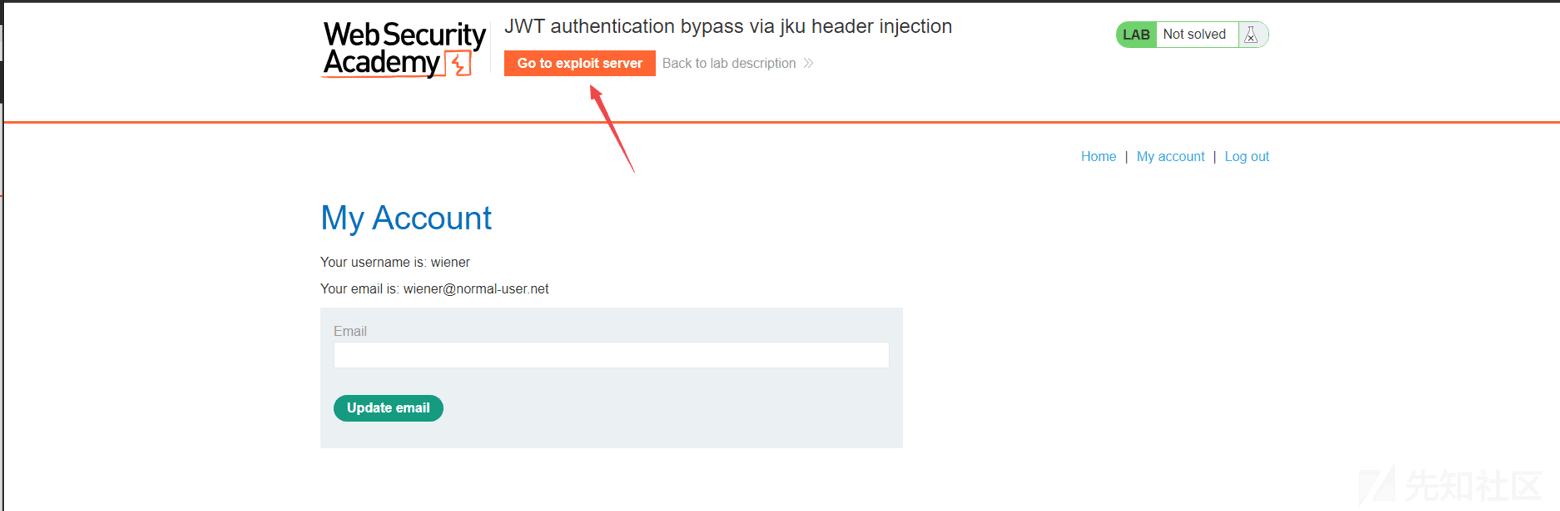 Web Security
Academy
JWT authentication bypass via jku header injection
Go to exploit server
Back to lab description
LAB
Not solved
Home | My account | Log out
My Account
Your username is: wiener
Your email is: wiener@normal-user.net
Email
Update email
先知社区